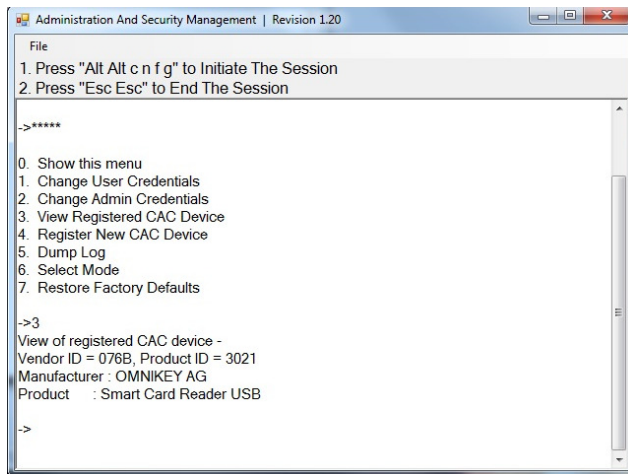 Administration And Security Management | Revision 1.20
File
1. Press "Alt Alt c n f g" to Initiate The Session
2. Press "Esc Esc" to End The Session
->*****
0. Show this menu
1. Change User Credentials
2. Change Admin Credentials
3. View Registered CAC Device
4. Register New CAC Device
5. Dump Log
6. Select Mode
7. Restore Factory Defaults
->3
View of registered CAC device -
Vendor ID = 076B, Product ID = 3021
Manufacturer : OMNIKEY AG
Product : Smart Card Reader USB
->